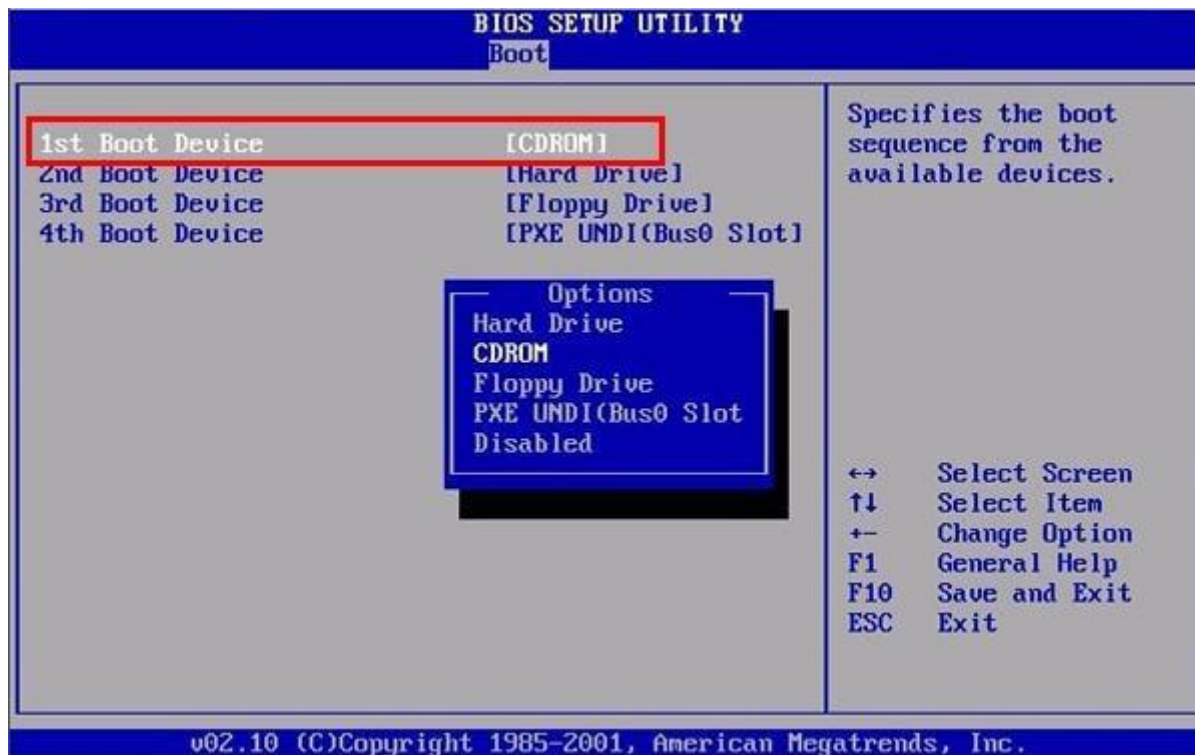 BIOS SETUP UTILITY
Boot
1st Boot Device [CDROM]
2nd Boot Device [Hard Drive]
3rd Boot Device [Floppy Drive]
4th Boot Device [PXE UNDI(Bus0 Slot]
Options
Hard Drive
CDROM
Floppy Drive
PXE UNDI(Bus0 Slot
Disabled
Specifies the boot
sequence from the
available devices.
←→ Select Screen
↑↓ Select Item
+- Change Option
F1 General Help
F10 Save and Exit
ESC Exit
v02.10 (C)Copyright 1985-2001, American Megatrends, Inc.